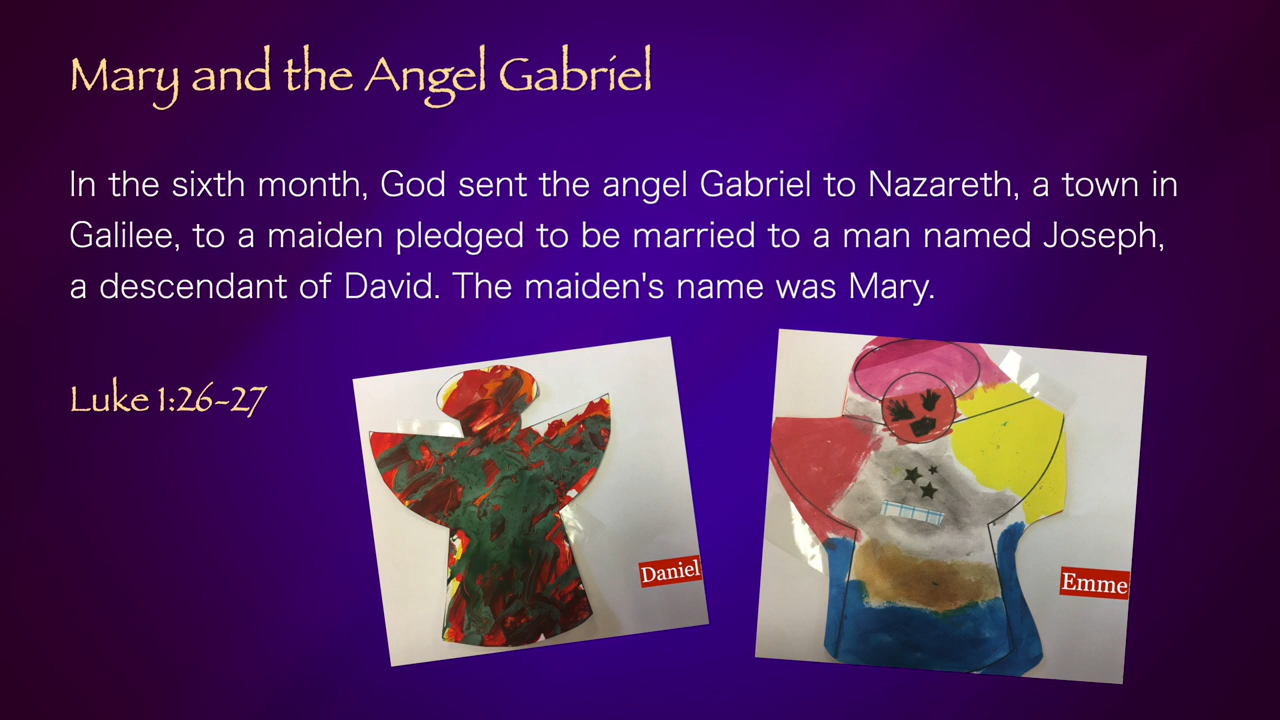 Mary and the Angel Gabriel
In the sixth month, God sent the angel Gabriel to Nazareth, a town in
Galilee, to a maiden pledged to be married to a man named Joseph,
a descendant of David. The maiden's name was Mary.
Luke 1:26-27
Daniel
Emme